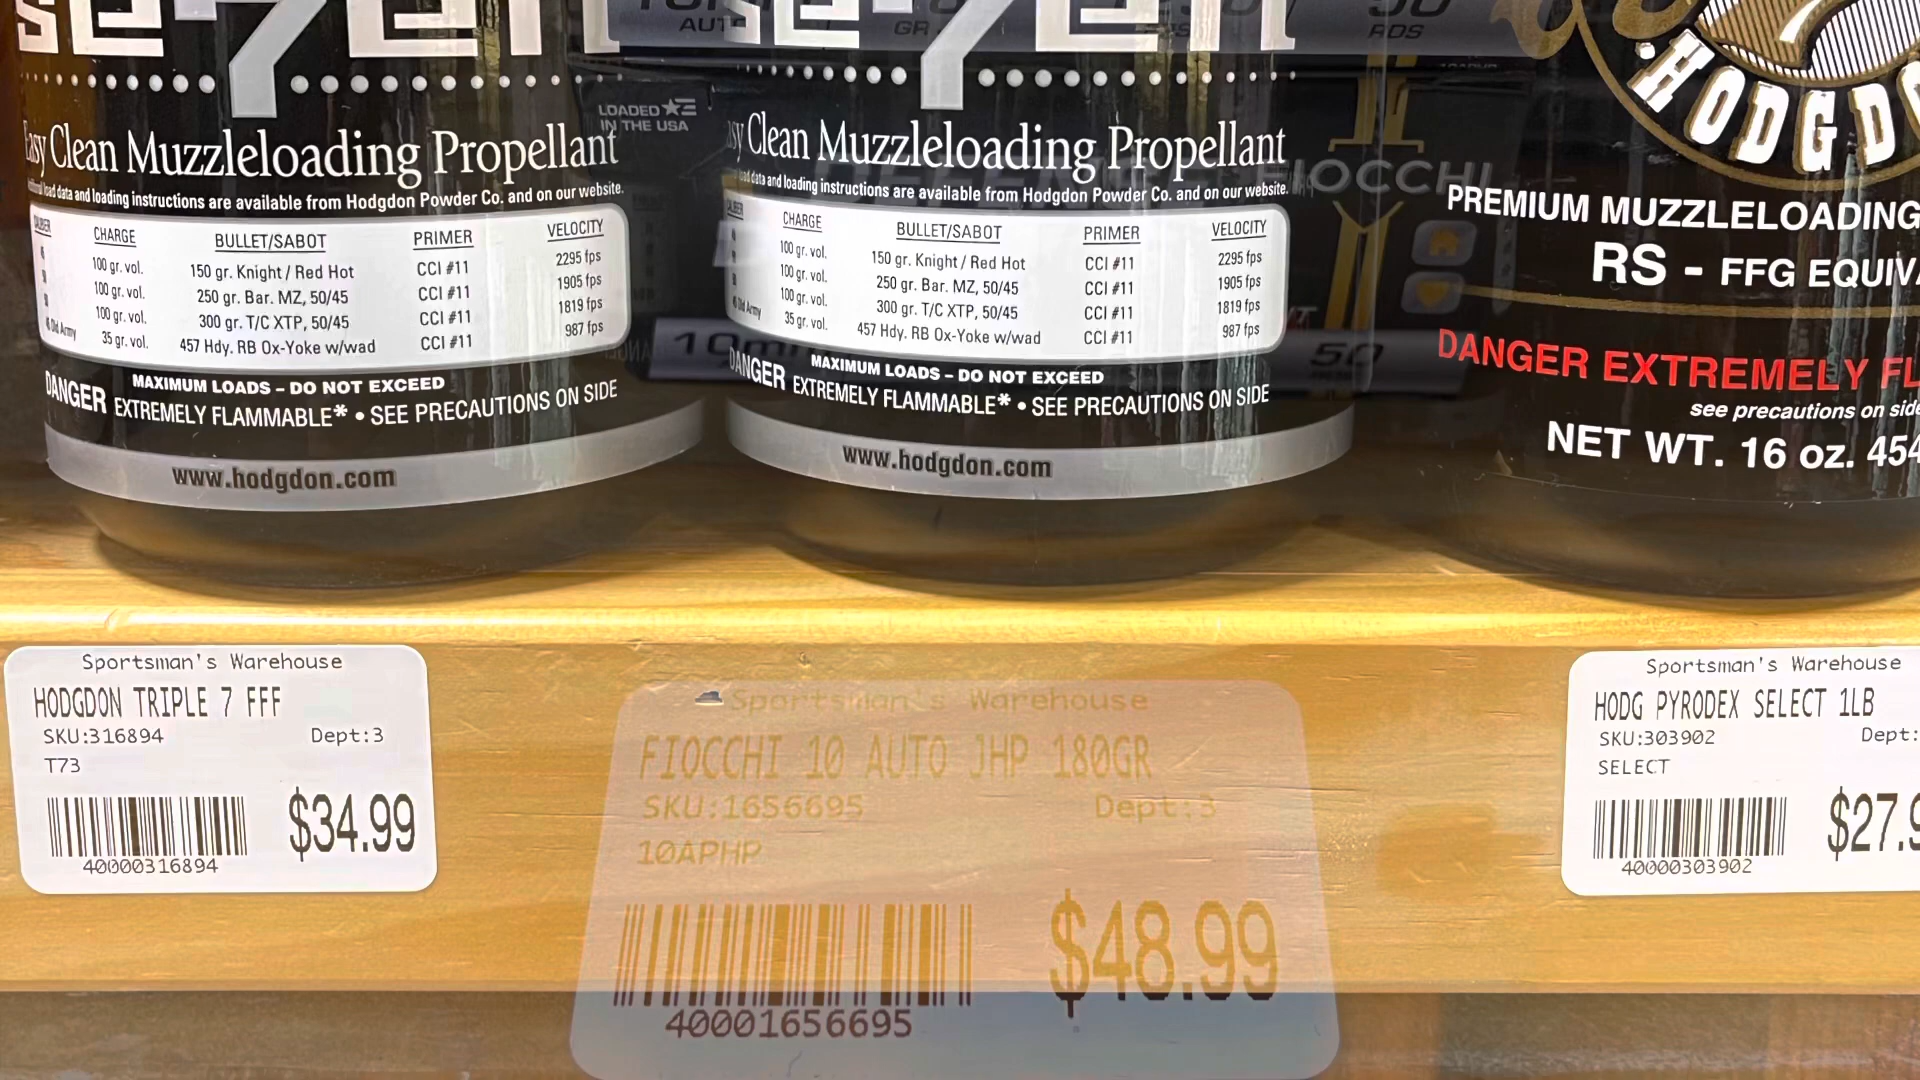 se7en
Easy Clean Muzzleloading Propellant
load data and loading instructions are available from Hodgdon Powder Co. and on our website.
CALIBER CHARGE BULLET/SABOT PRIMER VELOCITY
100 gr. vol. 150 gr. Knight / Red Hot CCI #11 2295 fps
100 gr. vol. 250 gr. Bar. MZ, 50/45 CCI #11 1905 fps
100 gr. vol. 300 gr. T/C XTP, 50/45 CCI #11 1819 fps
Old Army 35 gr. vol. 457 Hdy. RB Ox-Yoke w/wad CCI #11 987 fps
MAXIMUM LOADS – DO NOT EXCEED
DANGER EXTREMELY FLAMMABLE* • SEE PRECAUTIONS ON SIDE
www.hodgdon.com
AUTO
GR
50
RDS
LOADED
IN THE USA
FIOCCHI
10mm
50
se7en
sy Clean Muzzleloading Propellant
data and loading instructions are available from Hodgdon Powder Co. and on our website.
CHARGE BULLET/SABOT PRIMER VELOCITY
100 gr. vol. 150 gr. Knight / Red Hot CCI #11 2295 fps
100 gr. vol. 250 gr. Bar. MZ, 50/45 CCI #11 1905 fps
100 gr. vol. 300 gr. T/C XTP, 50/45 CCI #11 1819 fps
Old Army 35 gr. vol. 457 Hdy. RB Ox-Yoke w/wad CCI #11 987 fps
MAXIMUM LOADS – DO NOT EXCEED
DANGER EXTREMELY FLAMMABLE* • SEE PRECAUTIONS ON SIDE
www.hodgdon.com
HODGDO
PREMIUM MUZZLELOADING
RS - FFG EQUIV
DANGER EXTREMELY FL
see precautions on side
NET WT. 16 oz. 454
Sportsman's Warehouse
HODGDON TRIPLE 7 FFF
SKU:316894 Dept:3
T73
$34.99
40000316894
Sportsman's Warehouse
FIOCCHI 10 AUTO JHP 180GR
SKU:1656695 Dept:3
10APHP
$48.99
40001656695
Sportsman's Warehouse
HODG PYRODEX SELECT 1LB
SKU:303902 Dept:
SELECT
$27.9
40000303902